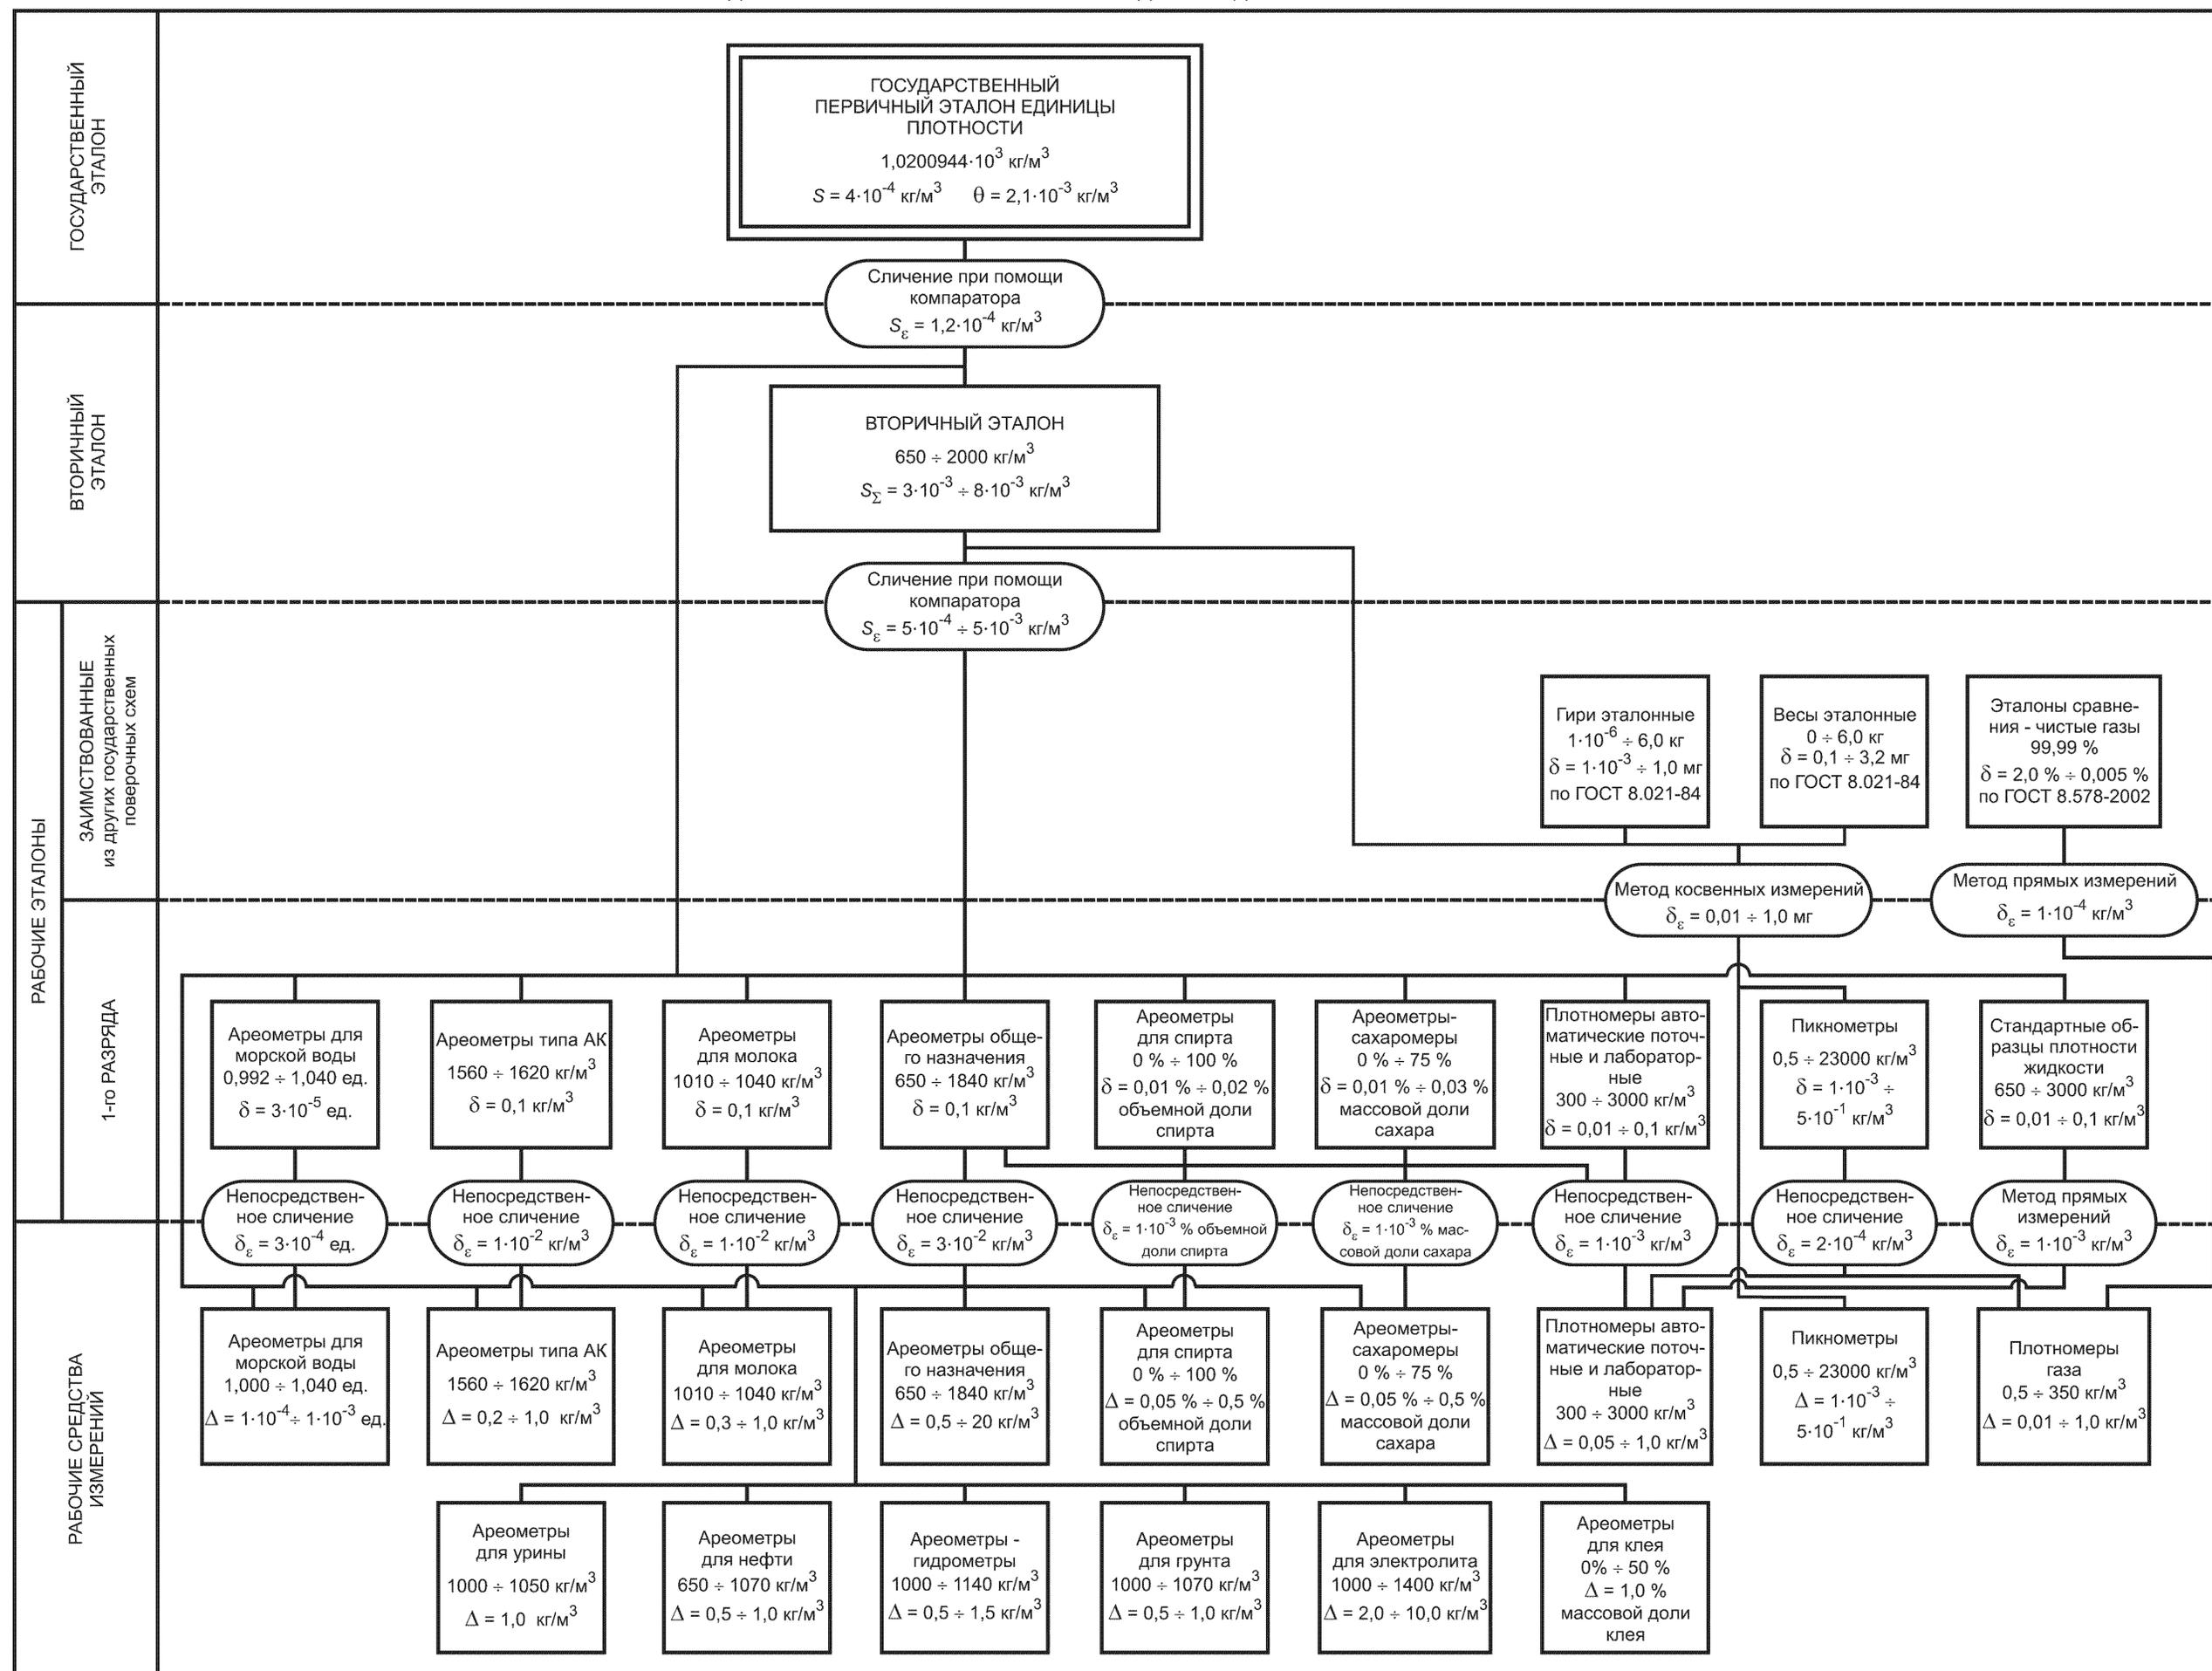 ГОСУДАРСТВЕННЫЙ
ЭТАЛОН
ГОСУДАРСТВЕННЫЙ
ПЕРВИЧНЫЙ ЭТАЛОН ЕДИНИЦЫ
ПЛОТНОСТИ
1,0200944·10³ кг/м³
S = 4·10⁻⁴ кг/м³ θ = 2,1·10⁻³ кг/м³
Сличение при помощи
компаратора
Sε = 1,2·10⁻⁴ кг/м³
ВТОРИЧНЫЙ
ЭТАЛОН
ВТОРИЧНЫЙ ЭТАЛОН
650 ÷ 2000 кг/м³
S_Σ = 3·10⁻³ ÷ 8·10⁻³ кг/м³
Сличение при помощи
компаратора
Sε = 5·10⁻⁴ ÷ 5·10⁻³ кг/м³
РАБОЧИЕ ЭТАЛОНЫ
ЗАИМСТВОВАННЫЕ
из других государственных
поверочных схем
Гири эталонные
1·10⁻⁶ ÷ 6,0 кг
δ = 1·10⁻³ ÷ 1,0 мг
по ГОСТ 8.021-84
Весы эталонные
0 ÷ 6,0 кг
δ = 0,1 ÷ 3,2 мг
по ГОСТ 8.021-84
Эталоны сравне-
ния - чистые газы
99,99 %
δ = 2,0 % ÷ 0,005 %
по ГОСТ 8.578-2002
Метод косвенных измерений
δε = 0,01 ÷ 1,0 мг
Метод прямых измерений
δε = 1·10⁻⁴ кг/м³
1-го РАЗРЯДА
Ареометры для
морской воды
0,992 ÷ 1,040 ед.
δ = 3·10⁻⁵ ед.
Ареометры типа АК
1560 ÷ 1620 кг/м³
δ = 0,1 кг/м³
Ареометры
для молока
1010 ÷ 1040 кг/м³
δ = 0,1 кг/м³
Ареометры обще-
го назначения
650 ÷ 1840 кг/м³
δ = 0,1 кг/м³
Ареометры
для спирта
0 % ÷ 100 %
δ = 0,01 % ÷ 0,02 %
объемной доли
спирта
Ареометры-
сахаромеры
0 % ÷ 75 %
δ = 0,01 % ÷ 0,03 %
массовой доли
сахара
Плотномеры авто-
матические поточ-
ные и лаборатор-
ные
300 ÷ 3000 кг/м³
δ = 0,01 ÷ 0,1 кг/м³
Пикнометры
0,5 ÷ 23000 кг/м³
δ = 1·10⁻³ ÷
5·10⁻¹ кг/м³
Стандартные об-
разцы плотности
жидкости
650 ÷ 3000 кг/м³
δ = 0,01 ÷ 0,1 кг/м³
Непосредствен-
ное сличение
δε = 3·10⁻⁴ ед.
Непосредствен-
ное сличение
δε = 1·10⁻² кг/м³
Непосредствен-
ное сличение
δε = 1·10⁻² кг/м³
Непосредствен-
ное сличение
δε = 3·10⁻² кг/м³
Непосредствен-
ное сличение
δε = 1·10⁻³ % объемной
доли спирта
Непосредствен-
ное сличение
δε = 1·10⁻³ % мас-
совой доли сахара
Непосредствен-
ное сличение
δε = 1·10⁻³ кг/м³
Непосредствен-
ное сличение
δε = 2·10⁻⁴ кг/м³
Метод прямых
измерений
δε = 1·10⁻³ кг/м³
РАБОЧИЕ СРЕДСТВА
ИЗМЕРЕНИЙ
Ареометры для
морской воды
1,000 ÷ 1,040 ед.
Δ = 1·10⁻⁴÷ 1·10⁻³ ед.
Ареометры типа АК
1560 ÷ 1620 кг/м³
Δ = 0,2 ÷ 1,0 кг/м³
Ареометры
для молока
1010 ÷ 1040 кг/м³
Δ = 0,3 ÷ 1,0 кг/м³
Ареометры обще-
го назначения
650 ÷ 1840 кг/м³
Δ = 0,5 ÷ 20 кг/м³
Ареометры
для спирта
0 % ÷ 100 %
Δ = 0,05 % ÷ 0,5 %
объемной доли
спирта
Ареометры-
сахаромеры
0 % ÷ 75 %
Δ = 0,05 % ÷ 0,5 %
массовой доли
сахара
Плотномеры авто-
матические поточ-
ные и лаборатор-
ные
300 ÷ 3000 кг/м³
Δ = 0,05 ÷ 1,0 кг/м³
Пикнометры
0,5 ÷ 23000 кг/м³
Δ = 1·10⁻³ ÷
5·10⁻¹ кг/м³
Плотномеры
газа
0,5 ÷ 350 кг/м³
Δ = 0,01 ÷ 1,0 кг/м³
Ареометры
для урины
1000 ÷ 1050 кг/м³
Δ = 1,0 кг/м³
Ареометры
для нефти
650 ÷ 1070 кг/м³
Δ = 0,5 ÷ 1,0 кг/м³
Ареометры -
гидрометры
1000 ÷ 1140 кг/м³
Δ = 0,5 ÷ 1,5 кг/м³
Ареометры
для грунта
1000 ÷ 1070 кг/м³
Δ = 0,5 ÷ 1,0 кг/м³
Ареометры
для электролита
1000 ÷ 1400 кг/м³
Δ = 2,0 ÷ 10,0 кг/м³
Ареометры
для клея
0% ÷ 50 %
Δ = 1,0 %
массовой доли
клея